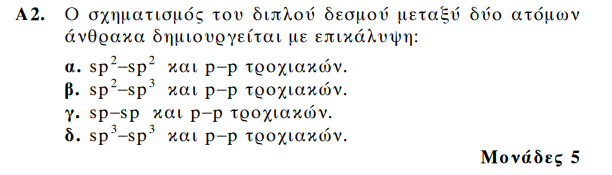 Α2. Ο σχηματισμός του διπλού δεσμού μεταξύ δύο ατόμων
άνθρακα δημιουργείται με επικάλυψη:
α. sp²–sp² και p–p τροχιακών.
β. sp²–sp³ και p–p τροχιακών.
γ. sp–sp και p–p τροχιακών.
δ. sp³–sp³ και p–p τροχιακών.
Μονάδες 5